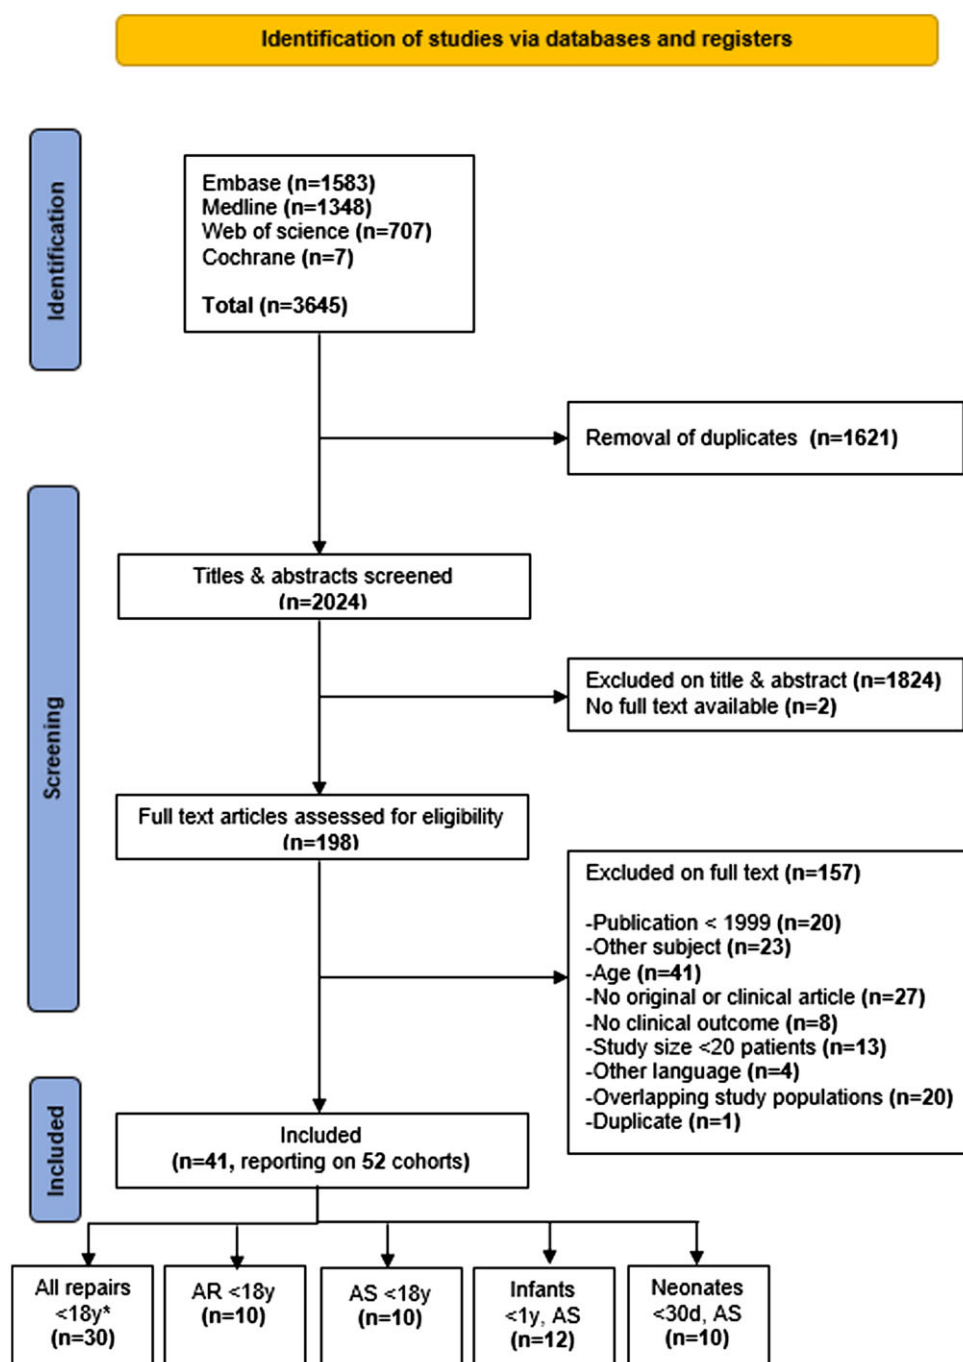 Identification of studies via databases and registers
Identification
Embase (n=1583)
Medline (n=1348)
Web of science (n=707)
Cochrane (n=7)
Total (n=3645)
Removal of duplicates (n=1621)
Screening
Titles & abstracts screened
(n=2024)
Excluded on title & abstract (n=1824)
No full text available (n=2)
Full text articles assessed for eligibility
(n=198)
Excluded on full text (n=157)
-Publication < 1999 (n=20)
-Other subject (n=23)
-Age (n=41)
-No original or clinical article (n=27)
-No clinical outcome (n=8)
-Study size <20 patients (n=13)
-Other language (n=4)
-Overlapping study populations (n=20)
-Duplicate (n=1)
Included
Included
(n=41, reporting on 52 cohorts)
All repairs
<18y*
(n=30)
AR <18y
(n=10)
AS <18y
(n=10)
Infants
<1y, AS
(n=12)
Neonates
<30d, AS
(n=10)